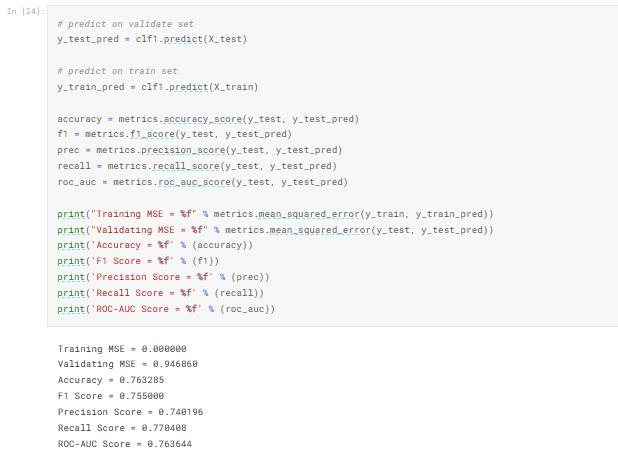 In [24]:
# predict on validate set
y_test_pred = clf1.predict(X_test)
# predict on train set
y_train_pred = clf1.predict(X_train)
accuracy = metrics.accuracy_score(y_test, y_test_pred)
f1 = metrics.f1_score(y_test, y_test_pred)
prec = metrics.precision_score(y_test, y_test_pred)
recall = metrics.recall_score(y_test, y_test_pred)
roc_auc = metrics.roc_auc_score(y_test, y_test_pred)
print("Training MSE = %f" % metrics.mean_squared_error(y_train, y_train_pred))
print("Validating MSE = %f" % metrics.mean_squared_error(y_test, y_test_pred))
print('Accuracy = %f' % (accuracy))
print('F1 Score = %f' % (f1))
print('Precision Score = %f' % (prec))
print('Recall Score = %f' % (recall))
print('ROC-AUC Score = %f' % (roc_auc))
Training MSE = 0.000000
Validating MSE = 0.946860
Accuracy = 0.763285
F1 Score = 0.755000
Precision Score = 0.740196
Recall Score = 0.770408
ROC-AUC Score = 0.763644